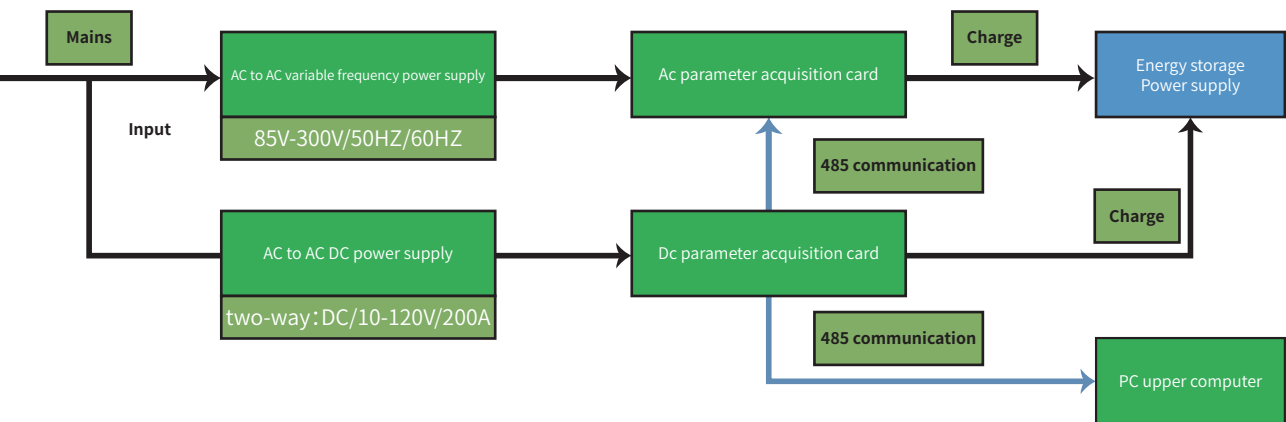 Mains
Charge
AC to AC variable frequency power supply
Ac parameter acquisition card
Energy storage
Power supply
Input
85V-300V/50HZ/60HZ
485 communication
Charge
AC to AC DC power supply
Dc parameter acquisition card
two-way：DC/10-120V/200A
485 communication
PC upper computer